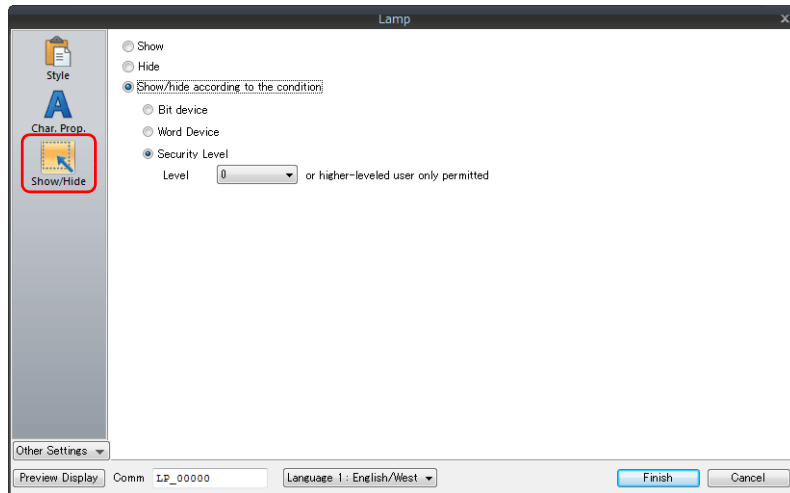 Lamp
x
Style
A
Char. Prop.
Show/Hide
Show
Hide
Show/hide according to the condition
Bit device
Word Device
Security Level
Level 0 or higher-leveled user only permitted
Other Settings
Preview Display Comm LP_00000 Language 1 : English/West Finish Cancel